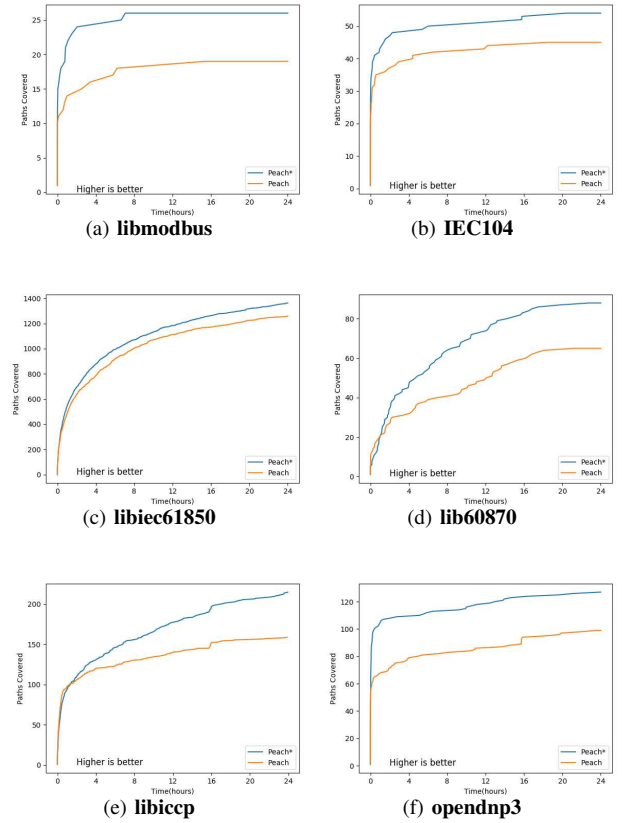 25
20
15
10
5
0
Paths Covered
Higher is better
Peach*
Peach
0 4 8 12 16 20 24
Time(hours)
(a) libmodbus
50
40
30
20
10
0
Paths Covered
Higher is better
Peach*
Peach
0 4 8 12 16 20 24
Time(hours)
(b) IEC104
1400
1200
1000
800
600
400
200
0
Paths Covered
Higher is better
Peach*
Peach
0 4 8 12 16 20 24
Time(hours)
(c) libiec61850
80
60
40
20
0
Paths Covered
Higher is better
Peach*
Peach
0 4 8 12 16 20 24
Time(hours)
(d) lib60870
200
150
100
50
0
Paths Covered
Higher is better
Peach*
Peach
0 4 8 12 16 20 24
Time(hours)
(e) libiccp
120
100
80
60
40
20
0
Paths Covered
Higher is better
Peach*
Peach
0 4 8 12 16 20 24
Time(hours)
(f) opendnp3